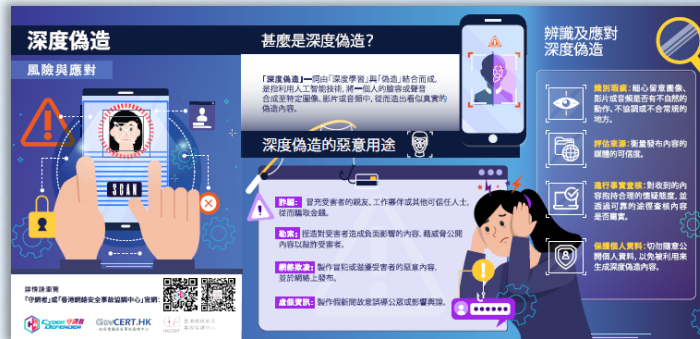 深度偽造
風險與應對
SCAN
詳情請瀏覽
「守網者」或「香港網絡安全事故協調中心」官網:
CYBER 守網者
DEFENDER
GovCERT.HK
HKCERT
甚麼是深度偽造?
「深度偽造」一詞由「深度學習」與「偽造」結合而成,
是指利用人工智能技術, 將一個人的臉容或聲音
合成至特定圖像、影片或音頻中, 從而造出看似真實的
偽造內容。
深度偽造的惡意用途
詐騙: 冒充受害者的親友、工作夥伴或其他可信任人士,
從而騙取金錢。
勒索: 捏造對受害者造成負面影響的內容, 藉威脅公開
內容以敲詐受害者。
網絡欺凌: 製作冒犯或滋擾受害者的惡意內容,
並於網絡上發布。
虛假資訊: 製作假新聞故意誤導公眾或影響輿論。
辨識及應對
深度偽造
識別瑕疵: 細心留意圖像、
影片或音頻是否有不自然的
動作、不協調或不合常規的
地方。
評估來源: 衡量發布內容的
媒體的可信度。
進行事實查核: 對收到的內
容抱持合理的懷疑態度, 並
透過可靠的途徑查核內容
是否屬實。
保護個人資料: 切勿隨意公
開個人資料, 以免被利用來
生成深度偽造內容。